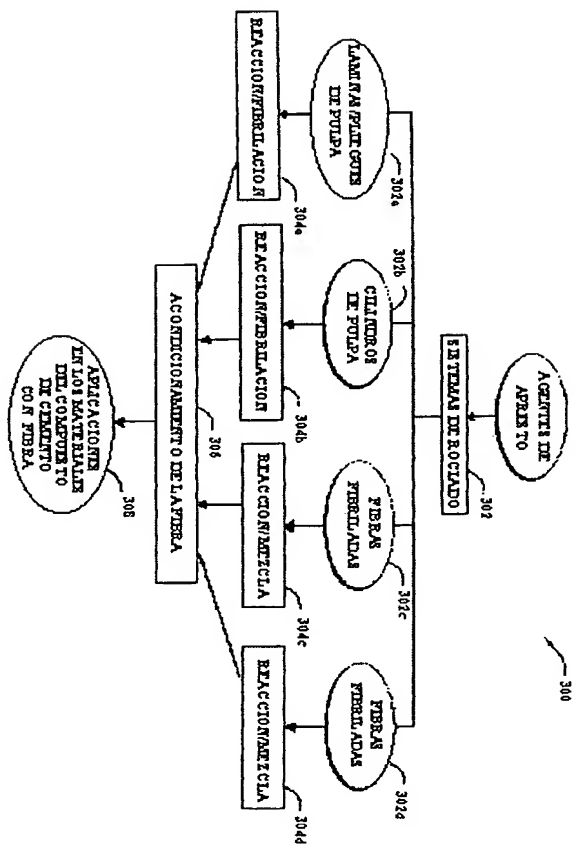 300
AGENTES DE
APRESTO
SISTEMAS DE ROCIADO
302
LAMINAS/PLIEGUES
DE PULPA
302a
CILINDROS
DE PULPA
302b
FIBRAS
FIBRILADAS
302c
FIBRAS
FIBRILADAS
302d
REACCION/FIBRILACION
304a
REACCION/FIBRILACION
304b
REACCION/MEZCLA
304c
REACCION/MEZCLA
304d
ACONDICIONAMIENTO DE LA FIBRA
306
APLICACIONES
EN LOS MATERIALES
DEL COMPUESTO
DE CEMENTO
CON FIBRA
308